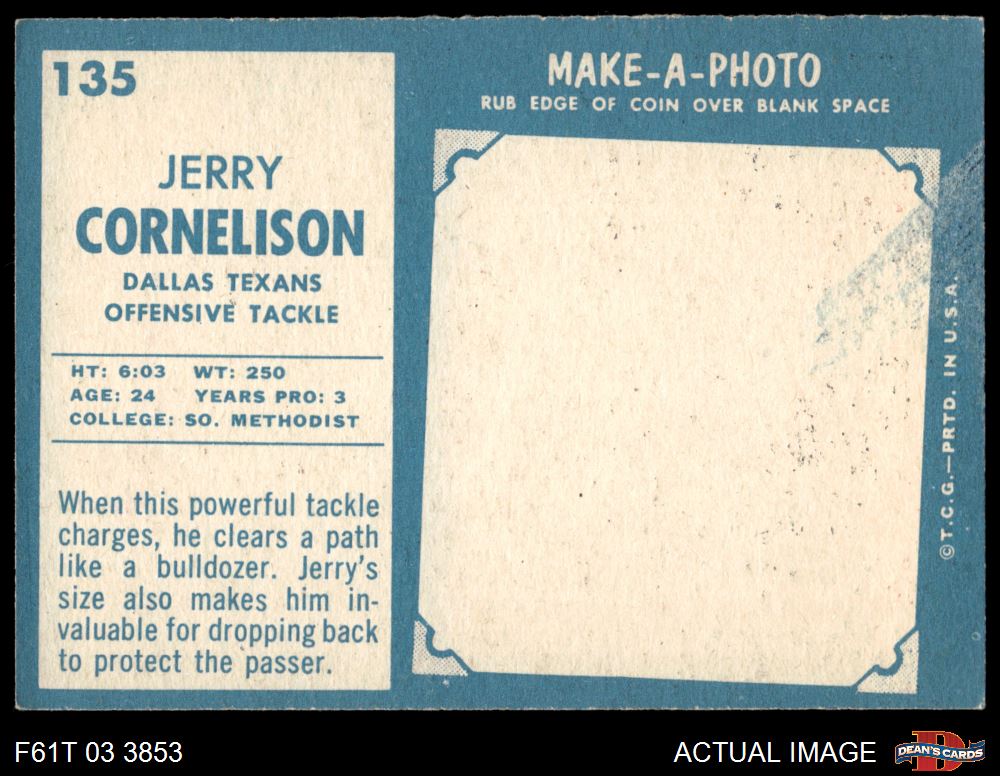 135
JERRY
CORNELISON
DALLAS TEXANS
OFFENSIVE TACKLE
HT: 6:03 WT: 250
AGE: 24 YEARS PRO: 3
COLLEGE: SO. METHODIST
When this powerful tackle
charges, he clears a path
like a bulldozer. Jerry's
size also makes him in-
valuable for dropping back
to protect the passer.
MAKE-A-PHOTO
RUB EDGE OF COIN OVER BLANK SPACE
©T.C.G.—PRTD. IN U.S.A.
F61T 03 3853
ACTUAL IMAGE
D
DEAN'S CARDS